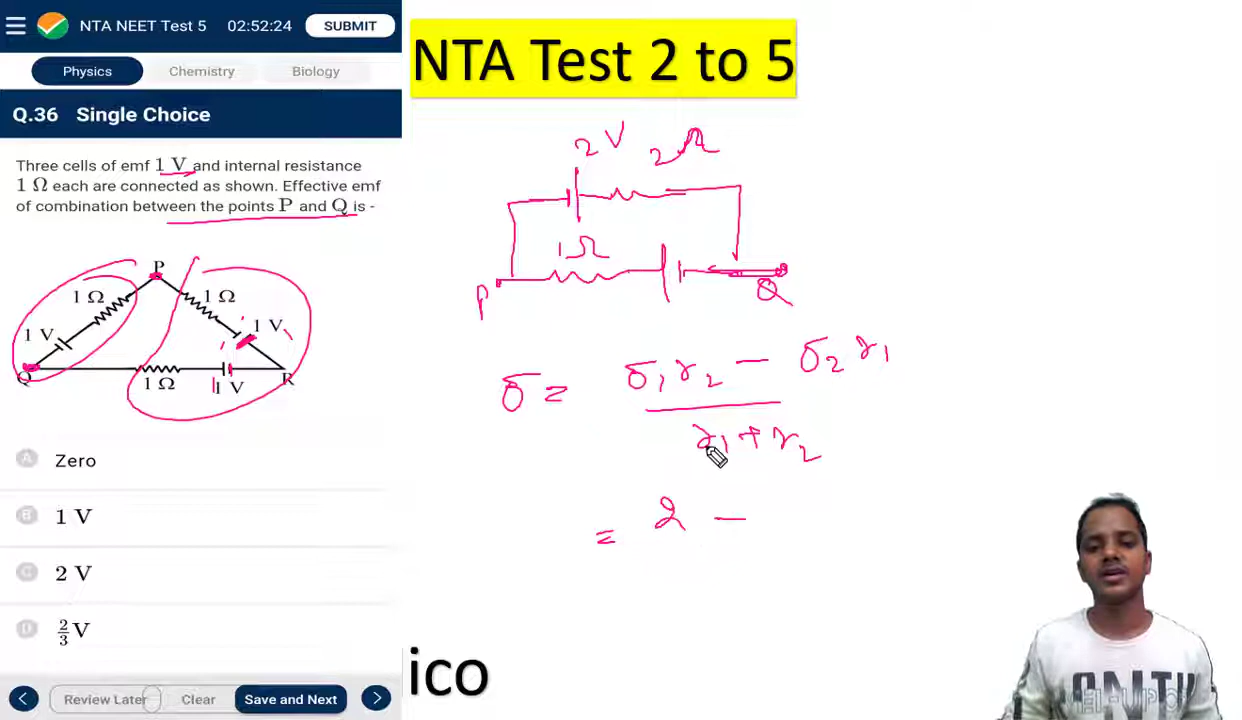 NTA NEET Test 5 02:52:24 SUBMIT
Physics Chemistry Biology
Q.36 Single Choice
Three cells of emf 1 V and internal resistance
1 Ω each are connected as shown. Effective emf
of combination between the points P and Q is -
P
1 Ω 1 Ω
1 V 1 V
Q R
1 Ω 1 V
A Zero
B 1 V
C 2 V
D 2/3 V
Review Later Clear Save and Next
NTA Test 2 to 5
2 V 2 Ω
1 Ω
P Q
= r₂ - r₁
r₁ + r₂
= 2 -
ico